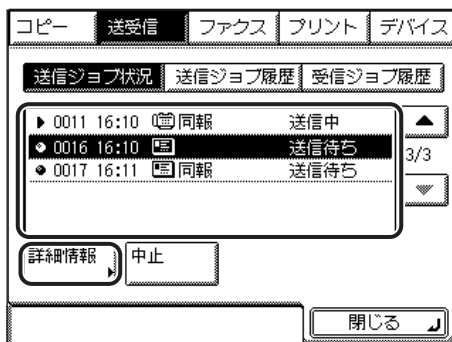 コピー 送受信 ファクス プリント デバイス
送信ジョブ状況 送信ジョブ履歴 受信ジョブ履歴
0011 16:10 同報 送信中
0016 16:10 送信待ち
3/3
0017 16:11 同報 送信待ち
詳細情報 中止
閉じる